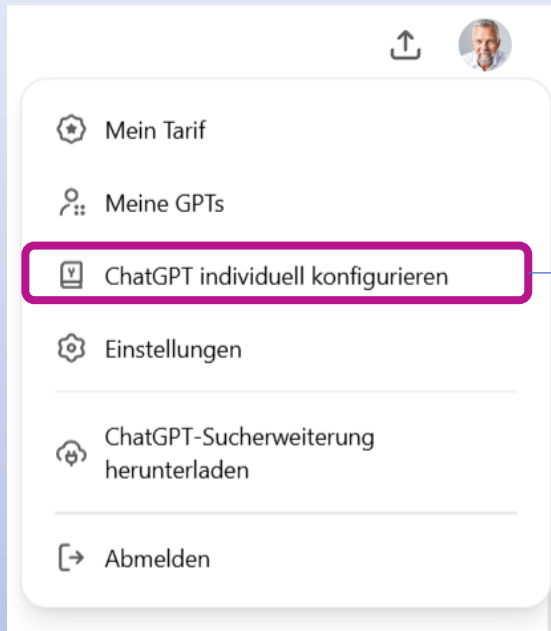 Mein Tarif
Meine GPTs
ChatGPT individuell konfigurieren
Einstellungen
ChatGPT-Sucherweiterung
herunterladen
Abmelden